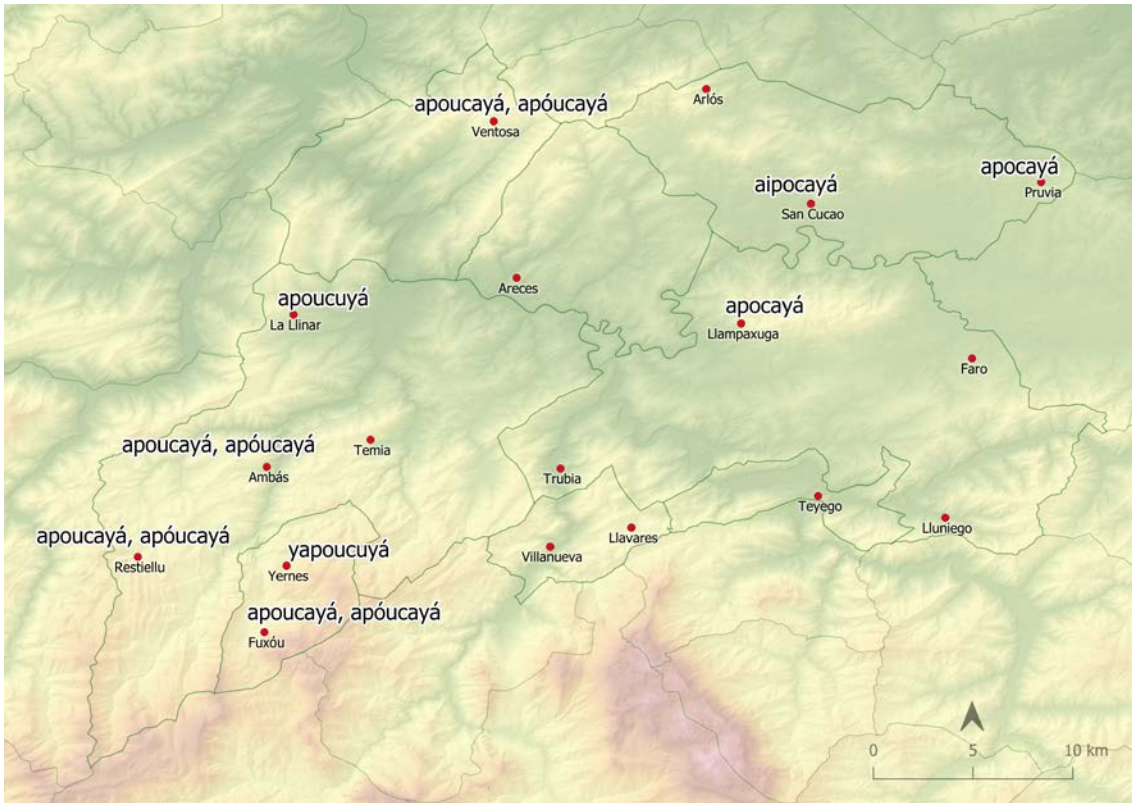 Arlós
apoucayá, apóucayá
Ventosa
apocayá
Pruvia
aipocayá
San Cucao
Areces
apoucuyá
La Llinar
apocayá
Llampaxuga
Faro
apoucayá, apóucayá
Ambás
Temia
Trubia
Teyego
Lluniego
apoucayá, apóucayá
Restiellu
yapoucuyá
Yernes
Villanueva
Llavares
apoucayá, apóucayá
Fuxóu
0 5 10 km